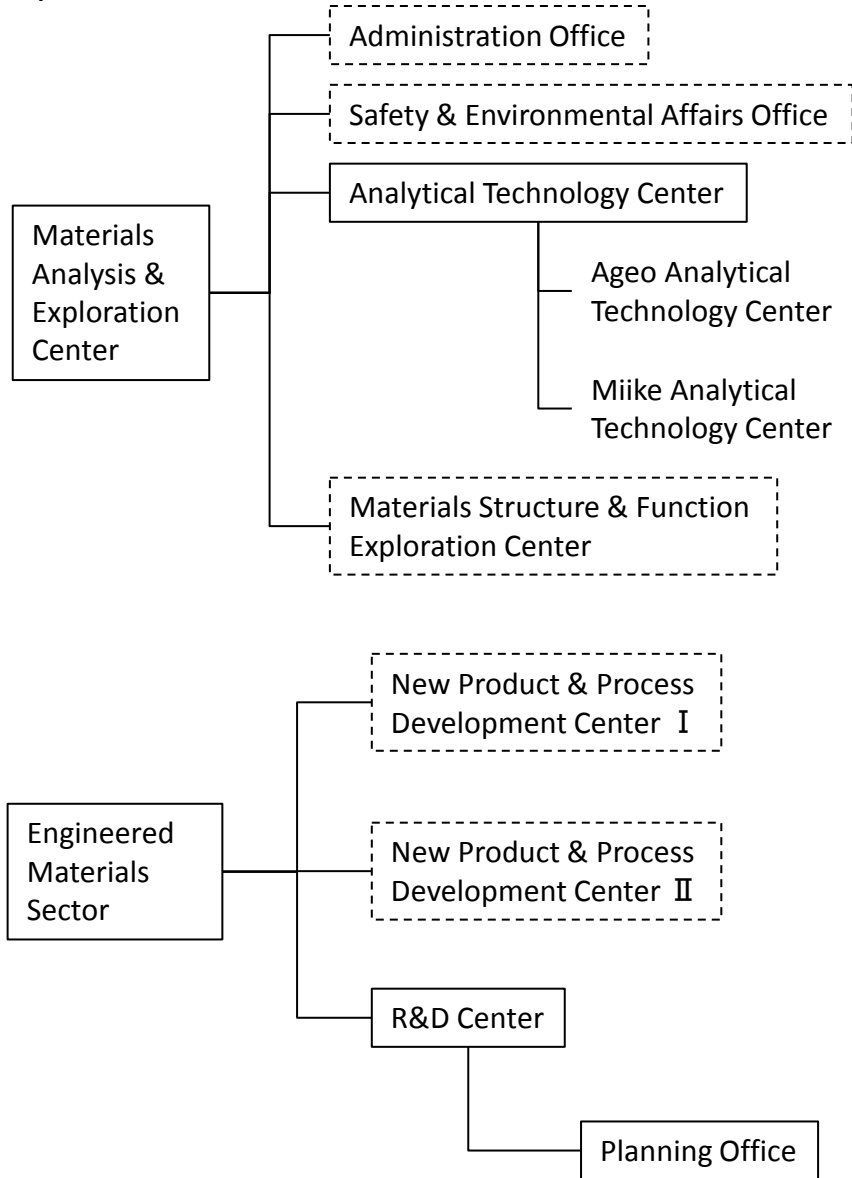 Administration Office
Safety & Environmental Affairs Office
Analytical Technology Center
Materials
Analysis &
Exploration
Center
Ageo Analytical
Technology Center
Miike Analytical
Technology Center
Materials Structure & Function
Exploration Center
New Product & Process
Development Center Ⅰ
Engineered
Materials
Sector
New Product & Process
Development Center Ⅱ
R&D Center
Planning Office